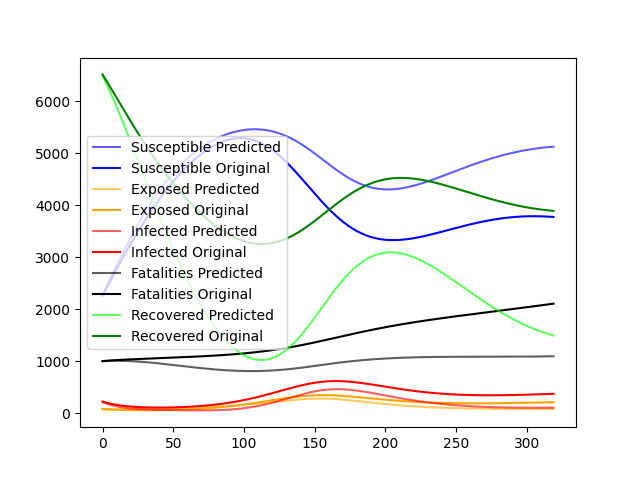 6000
5000
4000
3000
2000
1000
0
Susceptible Predicted
Susceptible Original
Exposed Predicted
Exposed Original
Infected Predicted
Infected Original
Fatalities Predicted
Fatalities Original
Recovered Predicted
Recovered Original
0 50 100 150 200 250 300